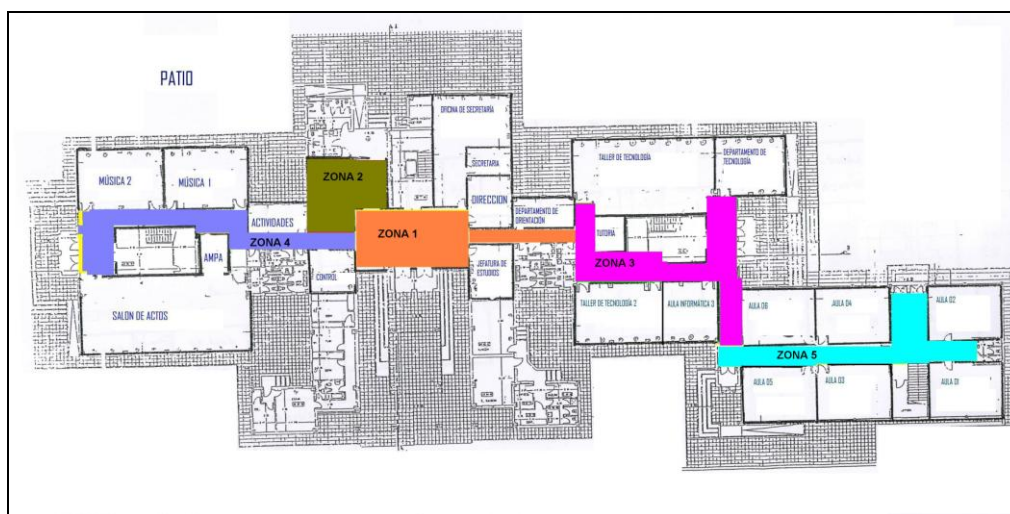 PATIO
OFICINA DE SECRETARÍA
SECRETARIA
DIRECCION
TALLER DE TECNOLOGÍA
DEPARTAMENTO DE
TECNOLOGÍA
MÚSICA 2
MÚSICA 1
ACTIVIDADES
ZONA 2
ZONA 4
ZONA 1
DEPARTAMENTO DE
ORIENTACIÓN
TUTORÍA
ZONA 3
AMPA
CONTROL
JEFATURA DE
ESTUDIOS
SALÓN DE ACTOS
TALLER DE TECNOLOGÍA 2
AULA INFORMÁTICA 3
AULA 06
AULA 04
AULA 02
ZONA 5
AULA 05
AULA 03
AULA 01